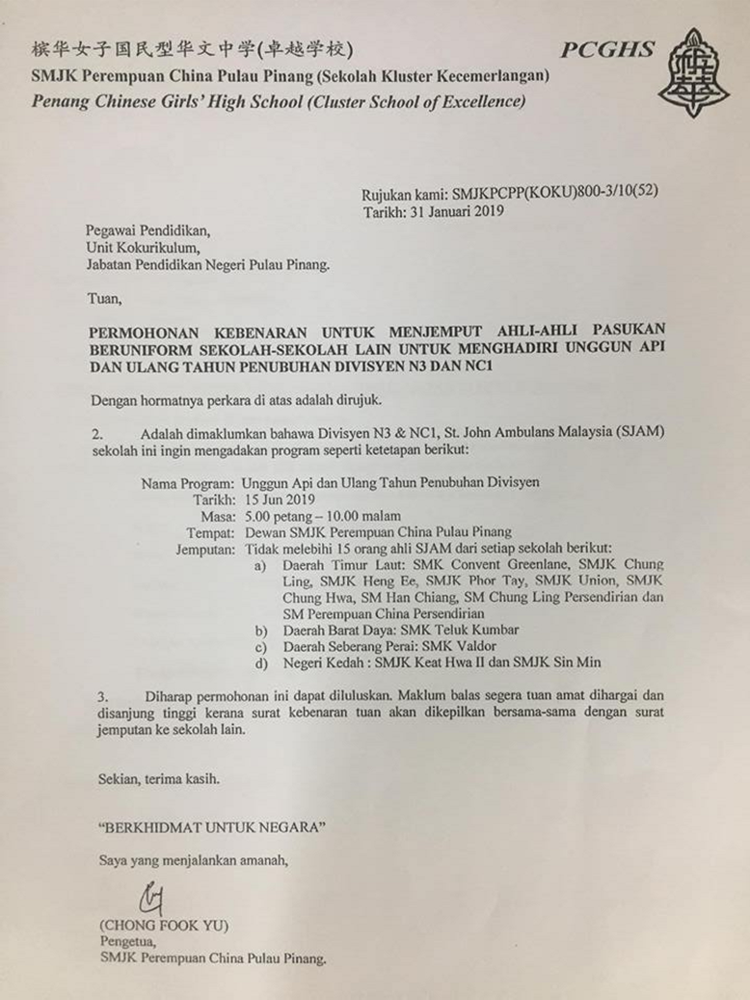 槟华女子国民型华文中学(卓越学校)
PCGHS
SMJK Perempuan China Pulau Pinang (Sekolah Kluster Kecemerlangan)
Penang Chinese Girls' High School (Cluster School of Excellence)
Rujukan kami: SMJKPCPP(KOKU)800-3/10(52)
Tarikh: 31 Januari 2019
Pegawai Pendidikan,
Unit Kokurikulum,
Jabatan Pendidikan Negeri Pulau Pinang.
Tuan,
PERMOHONAN KEBENARAN UNTUK MENJEMPUT AHLI-AHLI PASUKAN
BERUNIFORM SEKOLAH-SEKOLAH LAIN UNTUK MENGHADIRI UNGGUN API
DAN ULANG TAHUN PENUBUHAN DIVISYEN N3 DAN NC1
Dengan hormatnya perkara di atas adalah dirujuk.
2. Adalah dimaklumkan bahawa Divisyen N3 & NC1, St. John Ambulans Malaysia (SJAM)
sekolah ini ingin mengadakan program seperti ketetapan berikut:
Nama Program: Unggun Api dan Ulang Tahun Penubuhan Divisyen
Tarikh: 15 Jun 2019
Masa: 5.00 petang – 10.00 malam
Tempat: Dewan SMJK Perempuan China Pulau Pinang
Jemputan: Tidak melebihi 15 orang ahli SJAM dari setiap sekolah berikut:
a) Daerah Timur Laut: SMK Convent Greenlane, SMJK Chung
Ling, SMJK Heng Ee, SMJK Phor Tay, SMJK Union, SMJK
Chung Hwa, SM Han Chiang, SM Chung Ling Persendirian dan
SM Perempuan China Persendirian
b) Daerah Barat Daya: SMK Teluk Kumbar
c) Daerah Seberang Perai: SMK Valdor
d) Negeri Kedah : SMJK Keat Hwa II dan SMJK Sin Min
3. Diharap permohonan ini dapat diluluskan. Maklum balas segera tuan amat dihargai dan
disanjung tinggi kerana surat kebenaran tuan akan dikepilkan bersama-sama dengan surat
jemputan ke sekolah lain.
Sekian, terima kasih.
“BERKHIDMAT UNTUK NEGARA”
Saya yang menjalankan amanah,
(CHONG FOOK YU)
Pengetua,
SMJK Perempuan China Pulau Pinang.